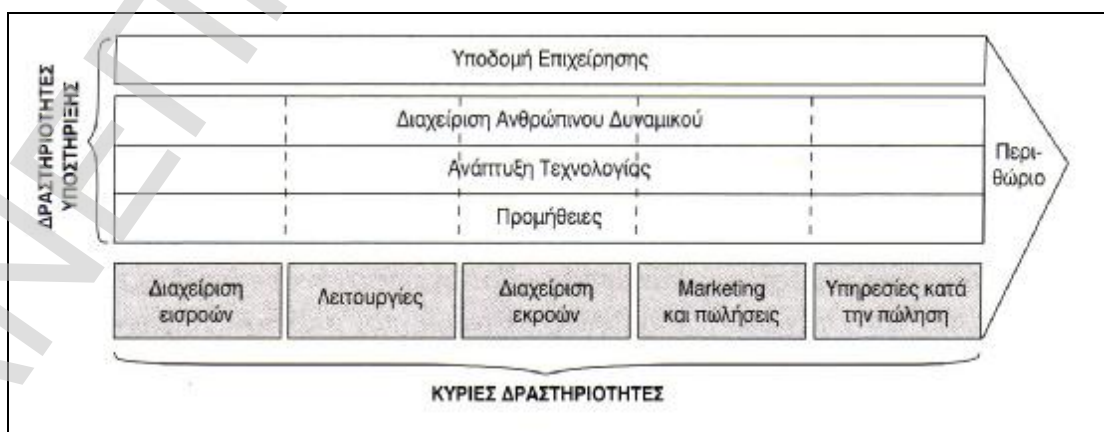 ΔΡΑΣΤΗΡΙΟΤΗΤΕΣ
ΥΠΟΣΤΗΡΙΞΗΣ
Υποδομή Επιχείρησης
Διαχείριση Ανθρώπινου Δυναμικού
Ανάπτυξη Τεχνολογίας
Προμήθειες
Περι-
θώριο
Διαχείριση
εισροών
Λειτουργίες
Διαχείριση
εκροών
Marketing
και πωλήσεις
Υπηρεσίες κατά
την πώληση
ΚΥΡΙΕΣ ΔΡΑΣΤΗΡΙΟΤΗΤΕΣ